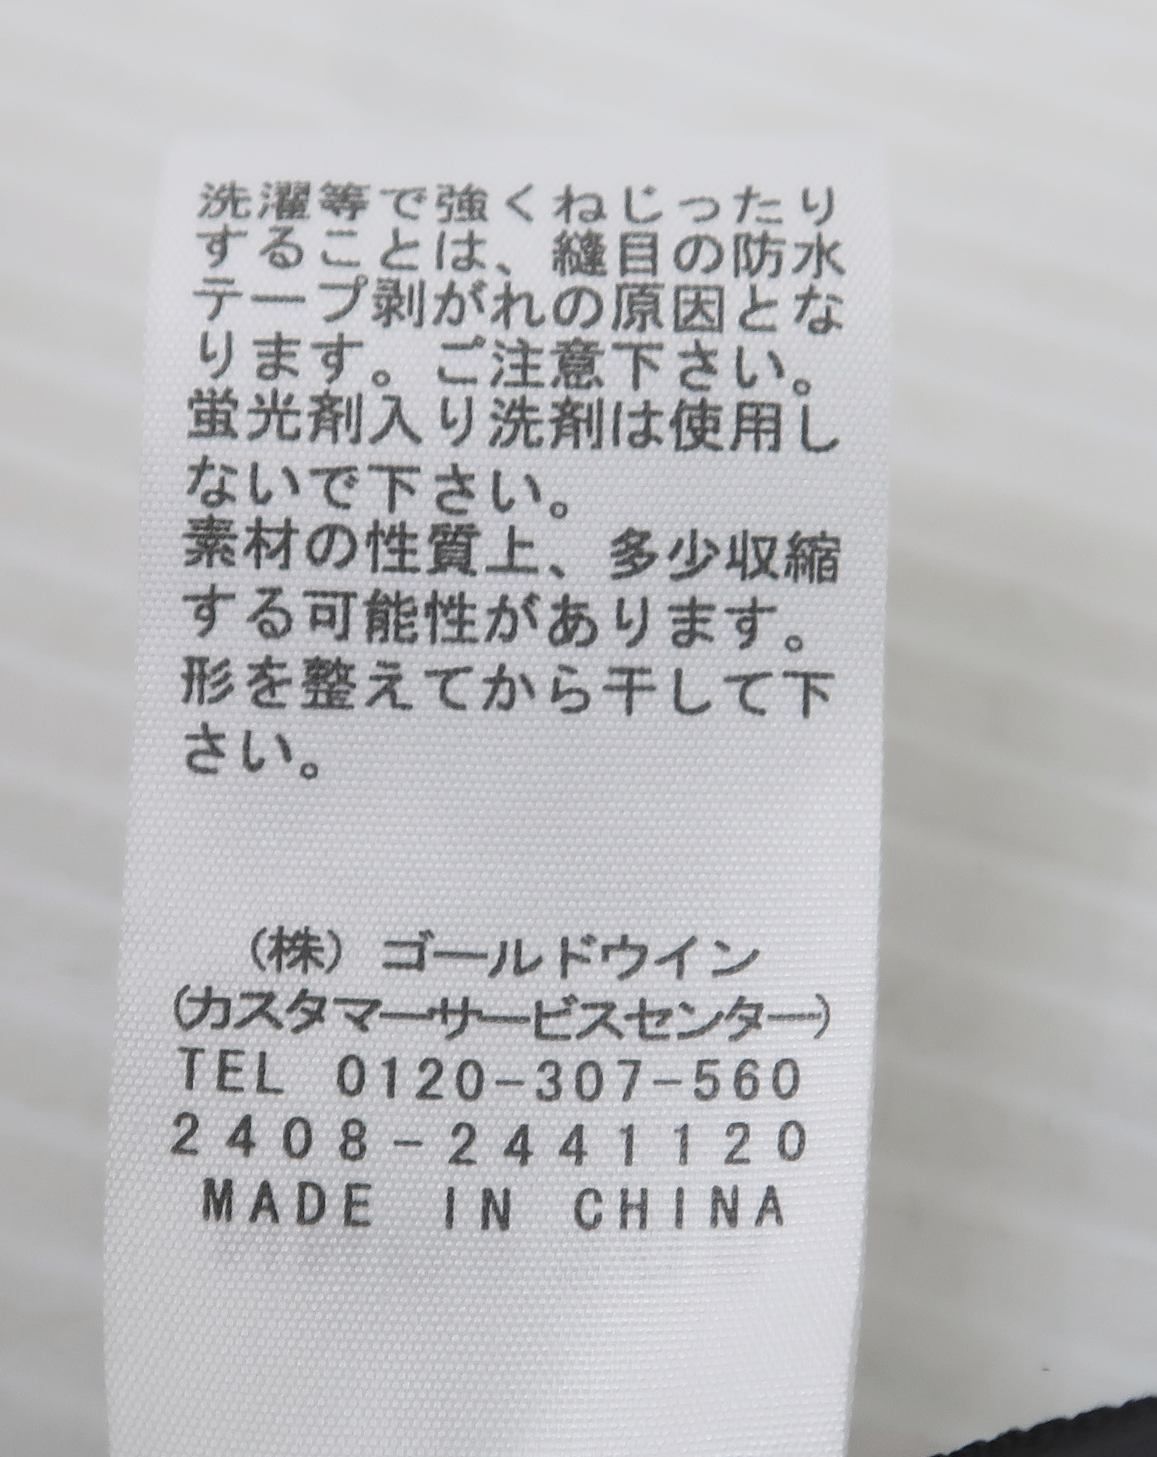 洗濯等で強くねじったり
することは、縫目の防水
テープ剥がれの原因とな
ります。ご注意下さい。
蛍光剤入り洗剤は使用し
ないで下さい。
素材の性質上、多少収縮
する可能性があります。
形を整えてから干して下
さい。
(株) ゴールドウイン
(カスタマーサービスセンター)
TEL 0120-307-560
2408-2441120
MADE IN CHINA